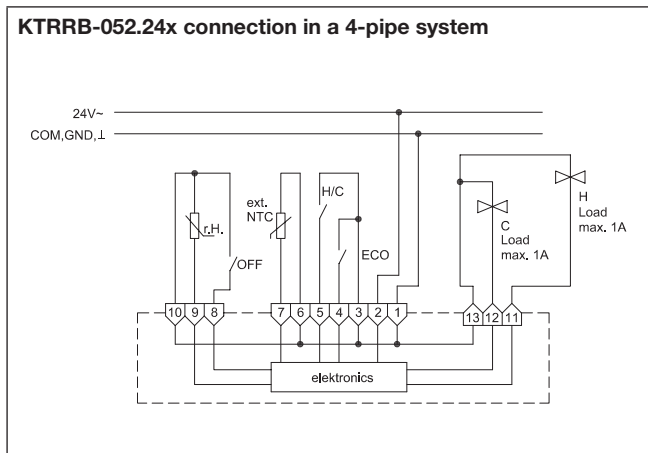 KTRRB-052.24x connection in a 4-pipe system
24V~
COM,GND,⊥
H/C
ext.
NTC
r.H.
OFF
ECO
H
Load
max. 1A
C
Load
max. 1A
10 9 8 7 6 5 4 3 2 1 13 12 11
elektronics